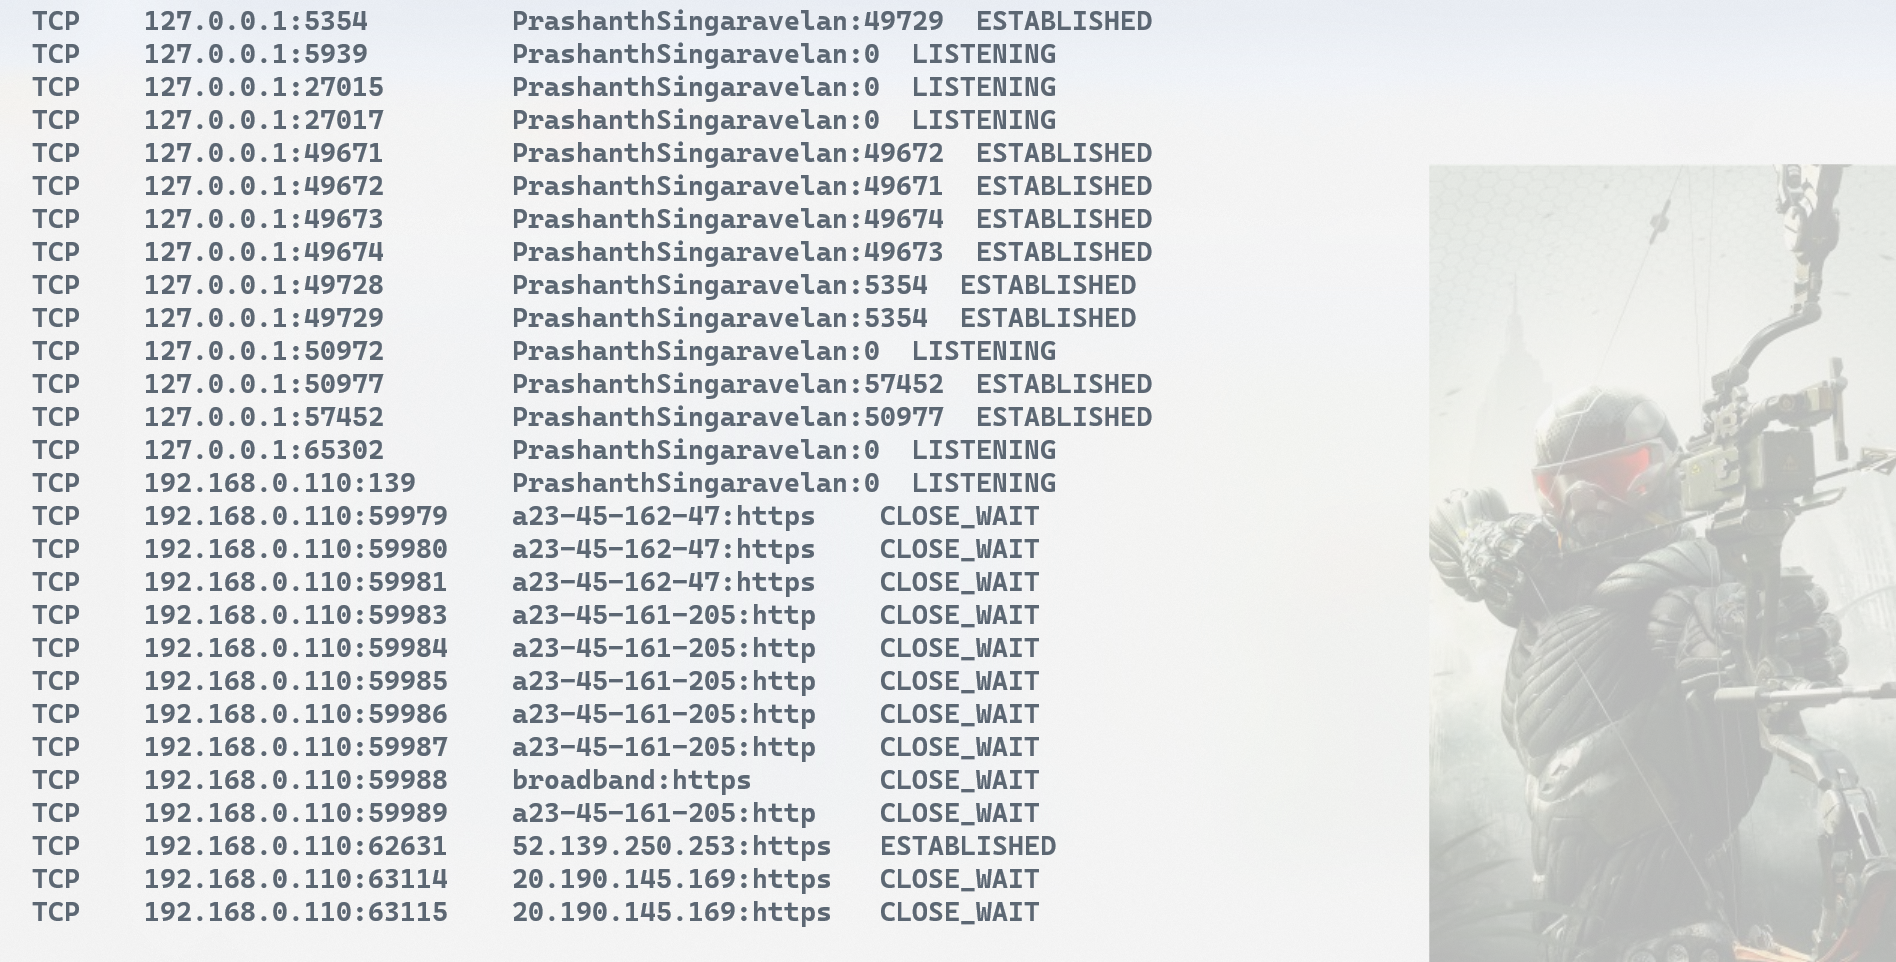 TCP    127.0.0.1:5354         PrashanthSingaravelan:49729  ESTABLISHED
TCP    127.0.0.1:5939         PrashanthSingaravelan:0  LISTENING
TCP    127.0.0.1:27015        PrashanthSingaravelan:0  LISTENING
TCP    127.0.0.1:27017        PrashanthSingaravelan:0  LISTENING
TCP    127.0.0.1:49671        PrashanthSingaravelan:49672  ESTABLISHED
TCP    127.0.0.1:49672        PrashanthSingaravelan:49671  ESTABLISHED
TCP    127.0.0.1:49673        PrashanthSingaravelan:49674  ESTABLISHED
TCP    127.0.0.1:49674        PrashanthSingaravelan:49673  ESTABLISHED
TCP    127.0.0.1:49728        PrashanthSingaravelan:5354  ESTABLISHED
TCP    127.0.0.1:49729        PrashanthSingaravelan:5354  ESTABLISHED
TCP    127.0.0.1:50972        PrashanthSingaravelan:0  LISTENING
TCP    127.0.0.1:50977        PrashanthSingaravelan:57452  ESTABLISHED
TCP    127.0.0.1:57452        PrashanthSingaravelan:50977  ESTABLISHED
TCP    127.0.0.1:65302        PrashanthSingaravelan:0  LISTENING
TCP    192.168.0.110:139      PrashanthSingaravelan:0  LISTENING
TCP    192.168.0.110:59979    a23-45-162-47:https    CLOSE_WAIT
TCP    192.168.0.110:59980    a23-45-162-47:https    CLOSE_WAIT
TCP    192.168.0.110:59981    a23-45-162-47:https    CLOSE_WAIT
TCP    192.168.0.110:59983    a23-45-161-205:http    CLOSE_WAIT
TCP    192.168.0.110:59984    a23-45-161-205:http    CLOSE_WAIT
TCP    192.168.0.110:59985    a23-45-161-205:http    CLOSE_WAIT
TCP    192.168.0.110:59986    a23-45-161-205:http    CLOSE_WAIT
TCP    192.168.0.110:59987    a23-45-161-205:http    CLOSE_WAIT
TCP    192.168.0.110:59988    broadband:https        CLOSE_WAIT
TCP    192.168.0.110:59989    a23-45-161-205:http    CLOSE_WAIT
TCP    192.168.0.110:62631    52.139.250.253:https   ESTABLISHED
TCP    192.168.0.110:63114    20.190.145.169:https   CLOSE_WAIT
TCP    192.168.0.110:63115    20.190.145.169:https   CLOSE_WAIT